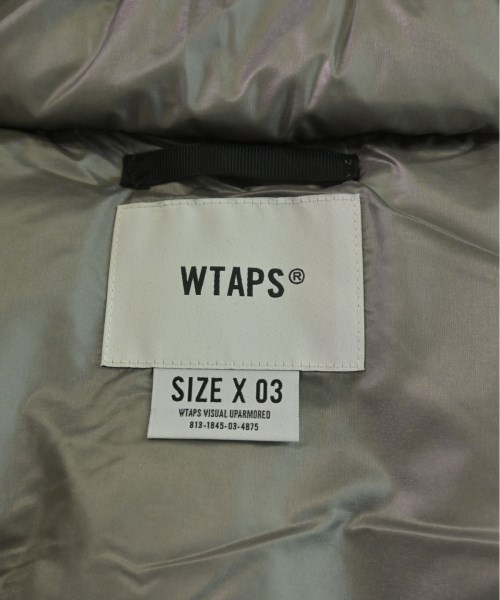 WTAPS®
SIZE X 03
WTAPS VISUAL UPARMORED
813-1845-03-4875